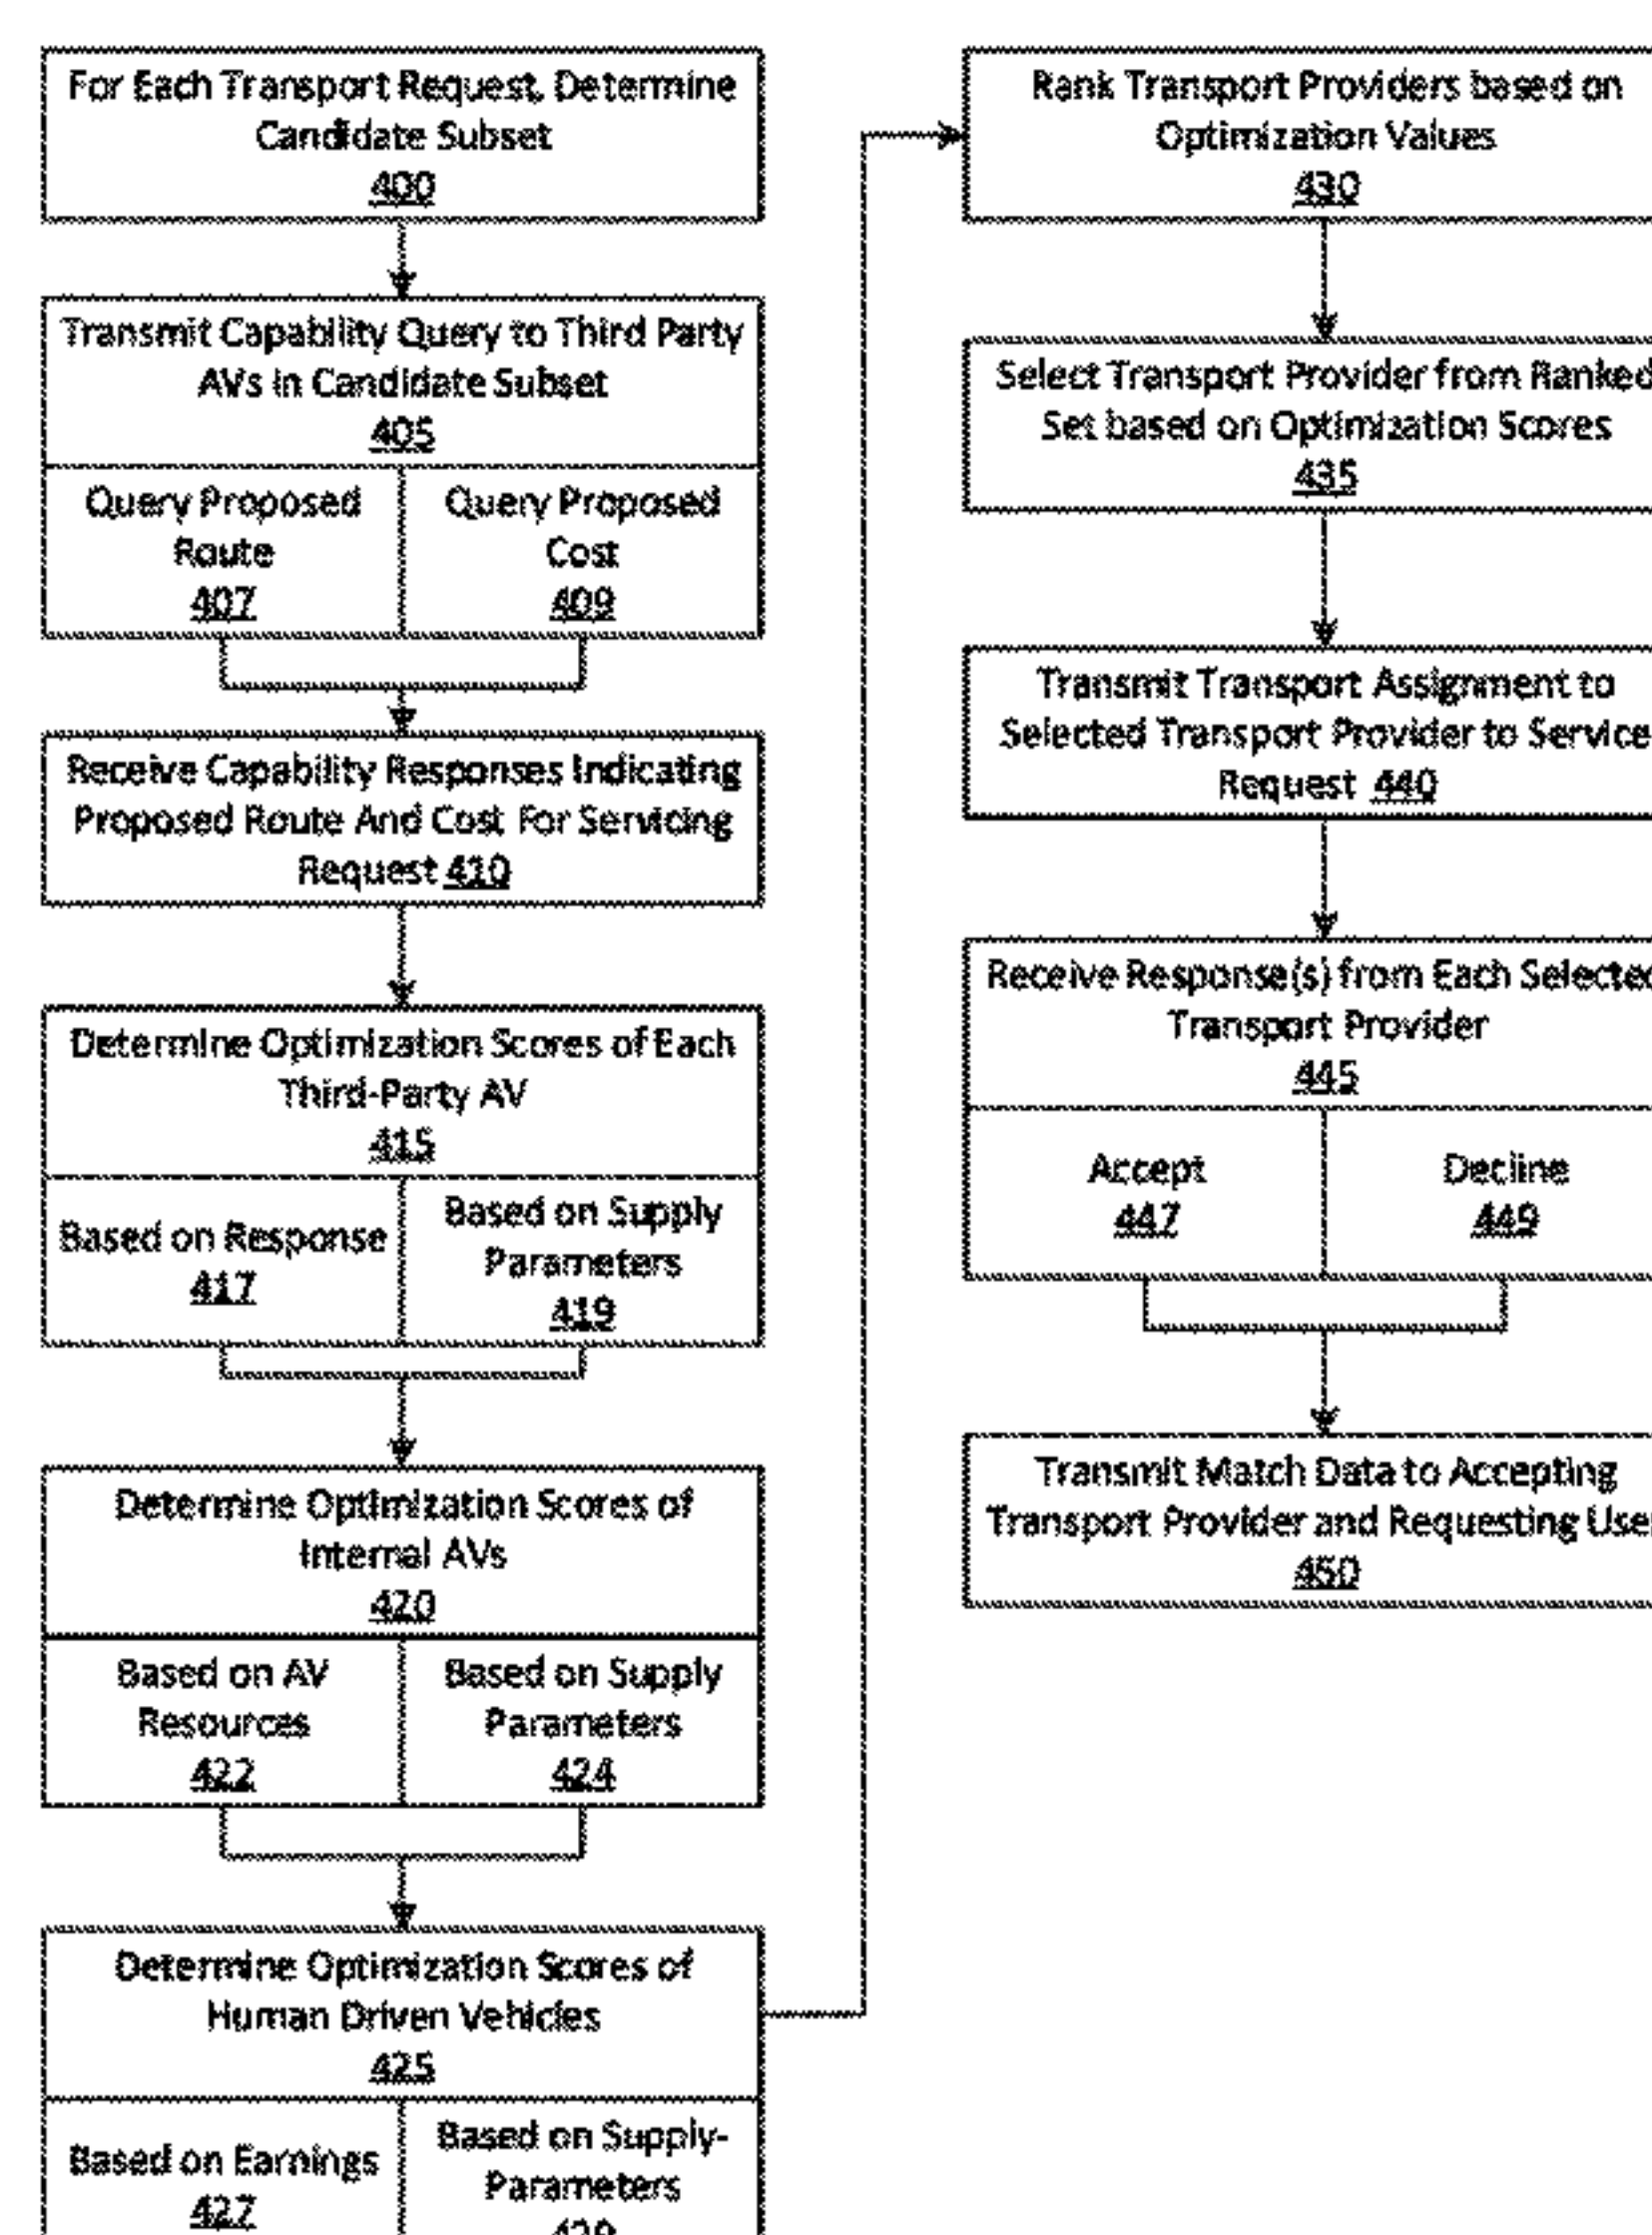 For Each Transport Request, Determine
Candidate Subset
400
Transmit Capability Query to Third Party
AVs in Candidate Subset
405
Query Proposed
Route
407
Query Proposed
Cost
409
Receive Capability Responses Indicating
Proposed Route And Cost For Servicing
Request 410
Determine Optimization Scores of Each
Third-Party AV
415
Based on Response
417
Based on Supply
Parameters
419
Determine Optimization Scores of
Internal AVs
420
Based on AV
Resources
422
Based on Supply
Parameters
424
Determine Optimization Scores of
Human Driven Vehicles
425
Based on Earnings
427
Based on Supply-
Parameters
Rank Transport Providers based on
Optimization Values
430
Select Transport Provider from Ranked
Set based on Optimization Scores
435
Transmit Transport Assignment to
Selected Transport Provider to Service
Request 440
Receive Response(s) from Each Selected
Transport Provider
445
Accept
447
Decline
449
Transmit Match Data to Accepting
Transport Provider and Requesting User
450